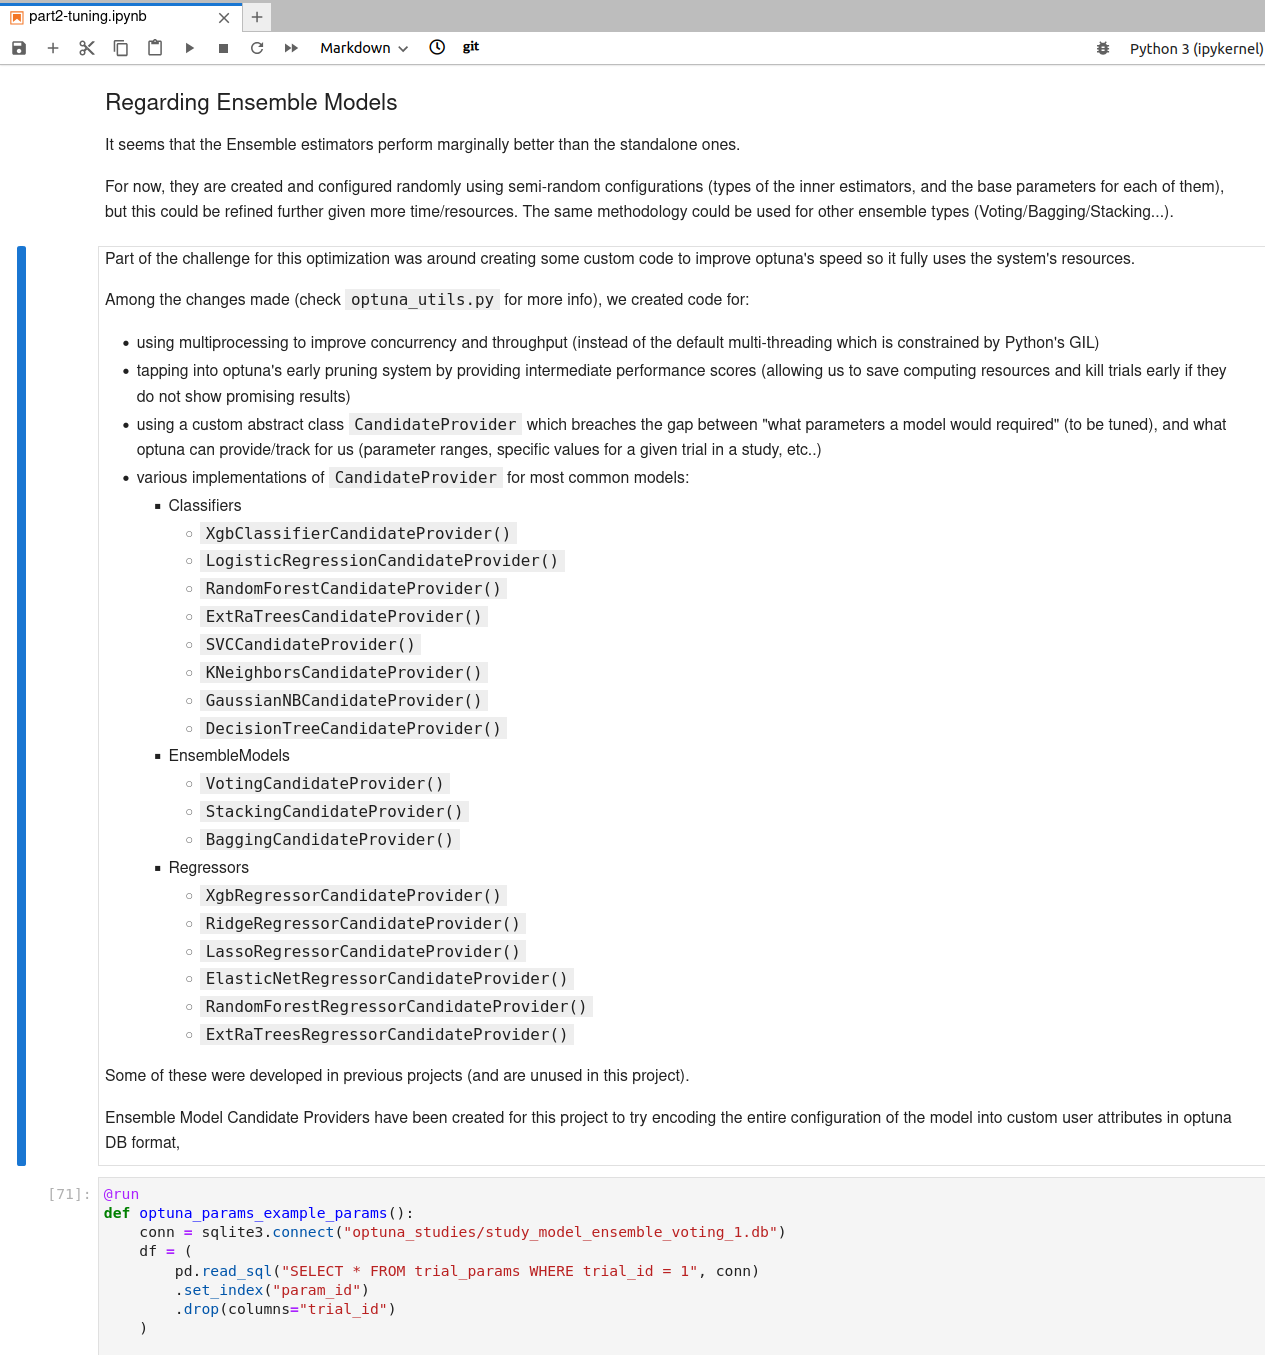 part2-tuning.ipynb
Markdown
git
Python 3 (ipykernel)
Regarding Ensemble Models
It seems that the Ensemble estimators perform marginally better than the standalone ones.
For now, they are created and configured randomly using semi-random configurations (types of the inner estimators, and the base parameters for each of them),
but this could be refined further given more time/resources. The same methodology could be used for other ensemble types (Voting/Bagging/Stacking...).
Part of the challenge for this optimization was around creating some custom code to improve optuna's speed so it fully uses the system's resources.
Among the changes made (check optuna_utils.py for more info), we created code for:
• using multiprocessing to improve concurrency and throughput (instead of the default multi-threading which is constrained by Python's GIL)
• tapping into optuna's early pruning system by providing intermediate performance scores (allowing us to save computing resources and kill trials early if they
do not show promising results)
• using a custom abstract class CandidateProvider which breaches the gap between "what parameters a model would required" (to be tuned), and what
optuna can provide/track for us (parameter ranges, specific values for a given trial in a study, etc..)
• various implementations of CandidateProvider for most common models:
▪ Classifiers
○ XgbClassifierCandidateProvider()
○ LogisticRegressionCandidateProvider()
○ RandomForestCandidateProvider()
○ ExtRaTreesCandidateProvider()
○ SVCCandidateProvider()
○ KNeighborsCandidateProvider()
○ GaussianNBCandidateProvider()
○ DecisionTreeCandidateProvider()
▪ EnsembleModels
○ VotingCandidateProvider()
○ StackingCandidateProvider()
○ BaggingCandidateProvider()
▪ Regressors
○ XgbRegressorCandidateProvider()
○ RidgeRegressorCandidateProvider()
○ LassoRegressorCandidateProvider()
○ ElasticNetRegressorCandidateProvider()
○ RandomForestRegressorCandidateProvider()
○ ExtRaTreesRegressorCandidateProvider()
Some of these were developed in previous projects (and are unused in this project).
Ensemble Model Candidate Providers have been created for this project to try encoding the entire configuration of the model into custom user attributes in optuna
DB format,
[71]: @run
def optuna_params_example_params():
    conn = sqlite3.connect("optuna_studies/study_model_ensemble_voting_1.db")
    df = (
        pd.read_sql("SELECT * FROM trial_params WHERE trial_id = 1", conn)
        .set_index("param_id")
        .drop(columns="trial_id")
    )